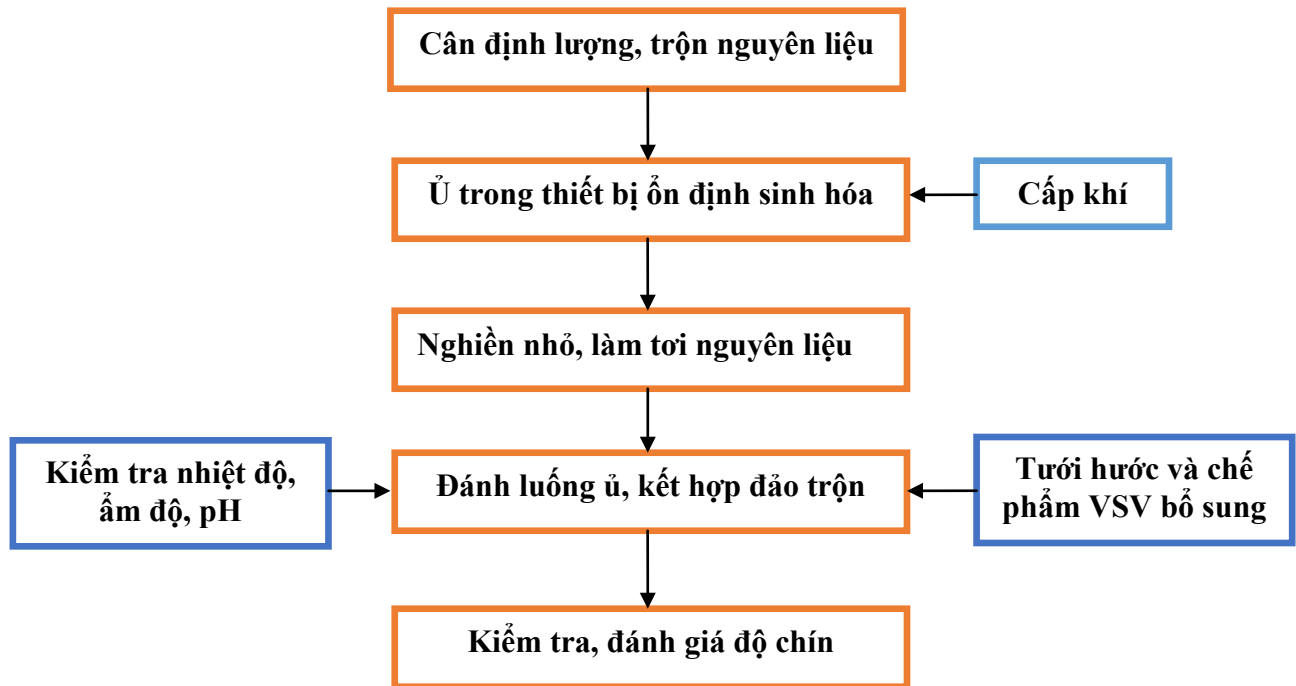 Cân định lượng, trộn nguyên liệu
Ủ trong thiết bị ổn định sinh hóa
Cấp khí
Nghiền nhỏ, làm tơi nguyên liệu
Kiểm tra nhiệt độ,
ẩm độ, pH
Đánh luống ủ, kết hợp đảo trộn
Tưới hước và chế
phẩm VSV bổ sung
Kiểm tra, đánh giá độ chín